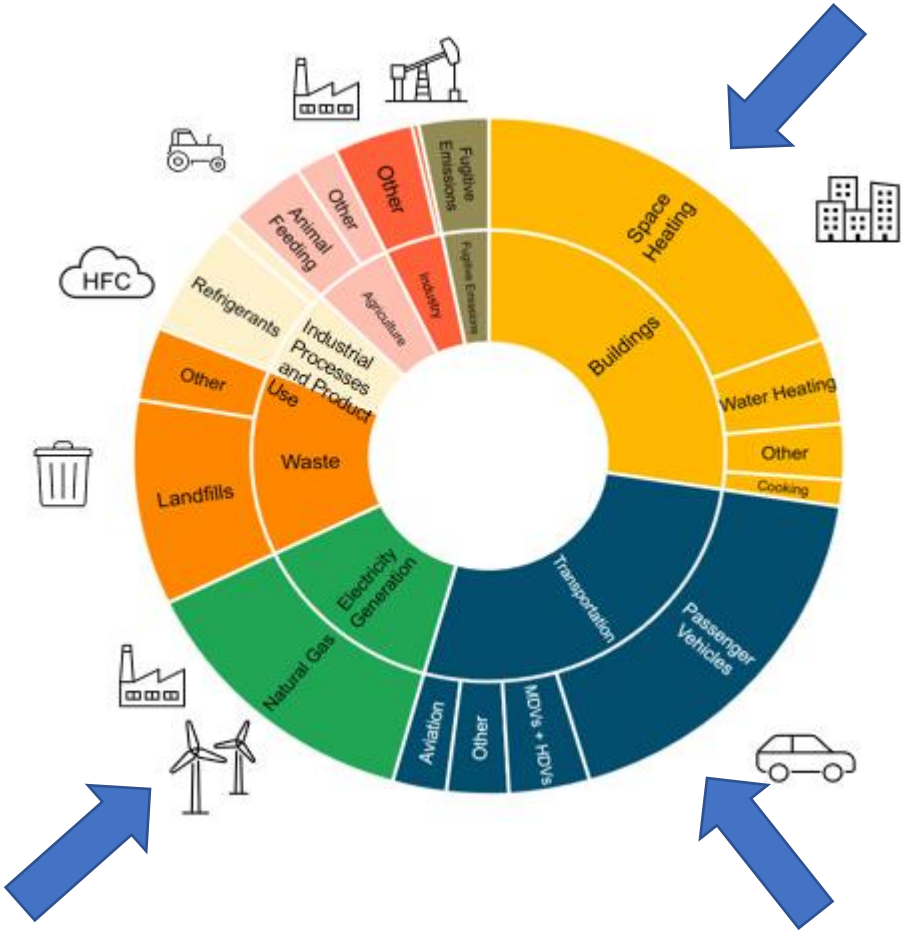 Fugitive
Emissions
Other
Other
Animal
Feeding
HFC
Refrigerants
Other
Landfills
Natural Gas
Aviation
Other
MDVs + HDVs
Passenger
Vehicles
Cooking
Other
Water Heating
Space
Heating
Buildings
Transportation
Electricity
Generation
Waste
Industrial
Processes
and Product
Use
Agriculture
Industry
Fugitive Emissions